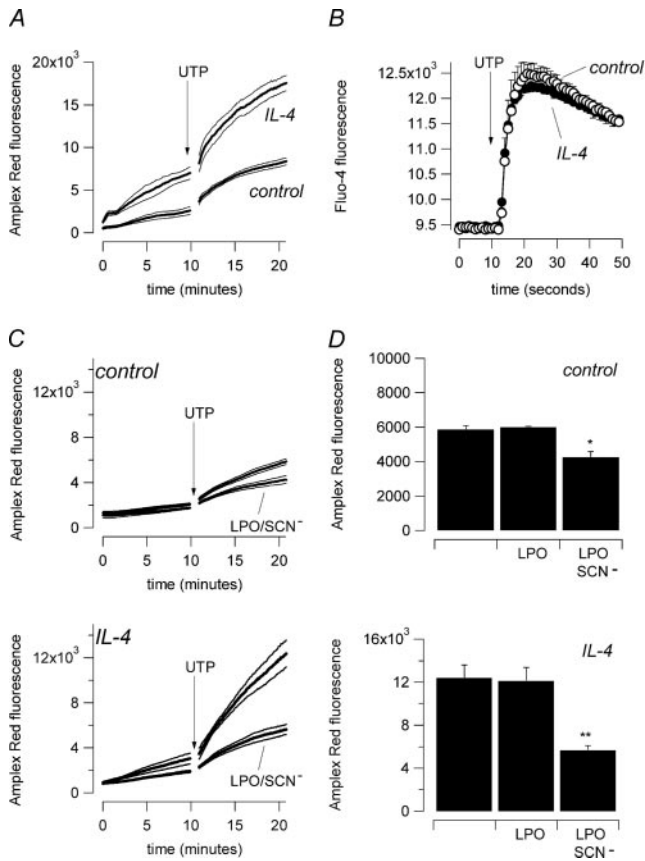 A
20x10³
15
10
5
0
Amplex Red fluorescence
UTP
IL-4
control
0 5 10 15 20
time (minutes)
B
12.5x10³
12.0
11.5
11.0
10.5
10.0
9.5
Fluo-4 fluorescence
UTP
control
IL-4
0 10 20 30 40 50
time (seconds)
C
control
12x10³
8
4
0
Amplex Red fluorescence
UTP
LPO/SCN⁻
0 5 10 15 20
time (minutes)
D
10000
8000
6000
4000
2000
0
Amplex Red fluorescence
control
*
LPO
LPO
SCN⁻
IL-4
12x10³
8
4
0
Amplex Red fluorescence
UTP
LPO/SCN⁻
0 5 10 15 20
time (minutes)
16x10³
12
8
4
0
Amplex Red fluorescence
IL-4
**
LPO
LPO
SCN⁻